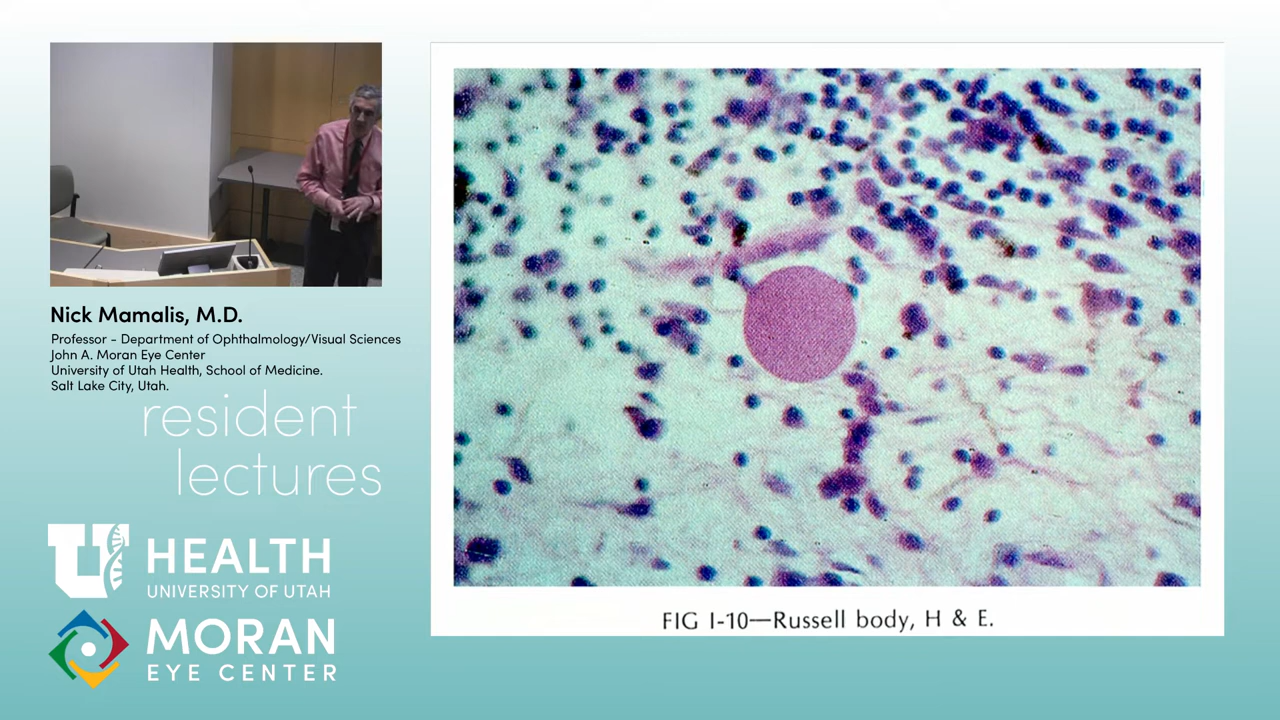 Nick Mamalis, M.D.
Professor - Department of Ophthalmology/Visual Sciences
John A. Moran Eye Center
University of Utah Health, School of Medicine.
Salt Lake City, Utah.
resident
lectures
U HEALTH
UNIVERSITY OF UTAH
MORAN
EYE CENTER
FIG I-10—Russell body, H & E.